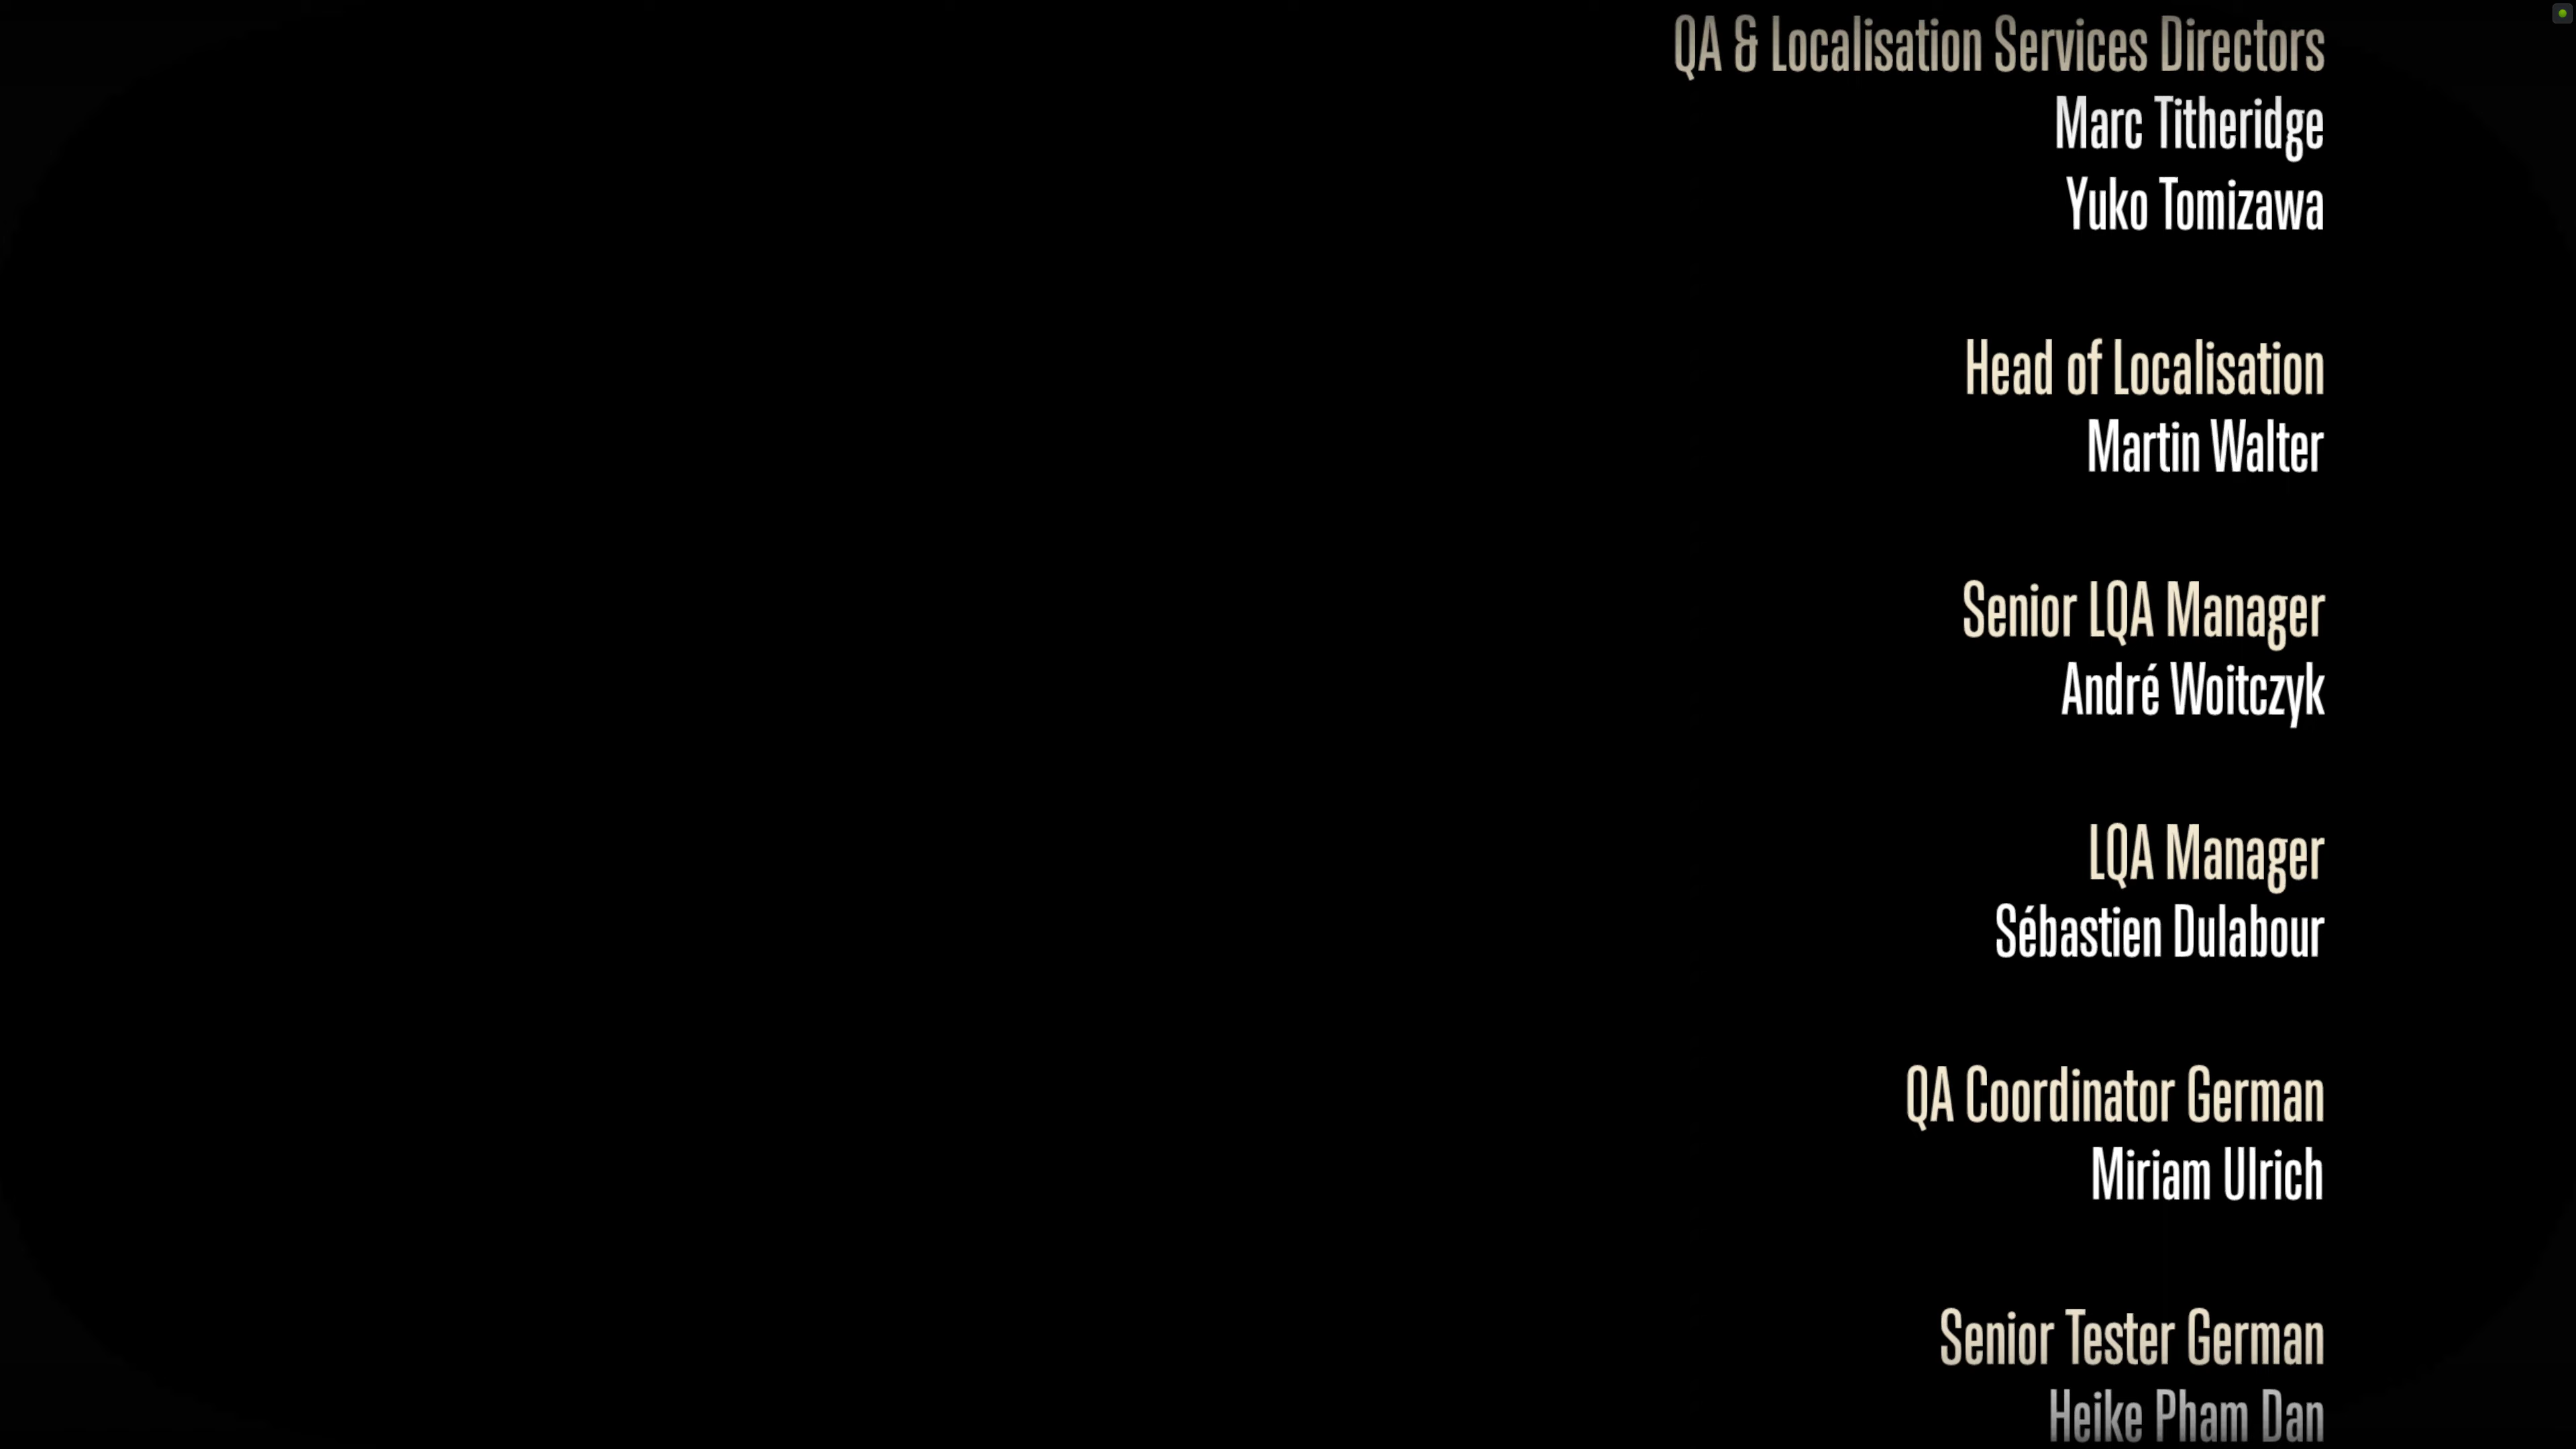 QA & Localisation Services Directors
Marc Titheridge
Yuko Tomizawa
Head of Localisation
Martin Walter
Senior LQA Manager
André Woitczyk
LQA Manager
Sébastien Dulabour
QA Coordinator German
Miriam Ulrich
Senior Tester German
Heike Pham Dan